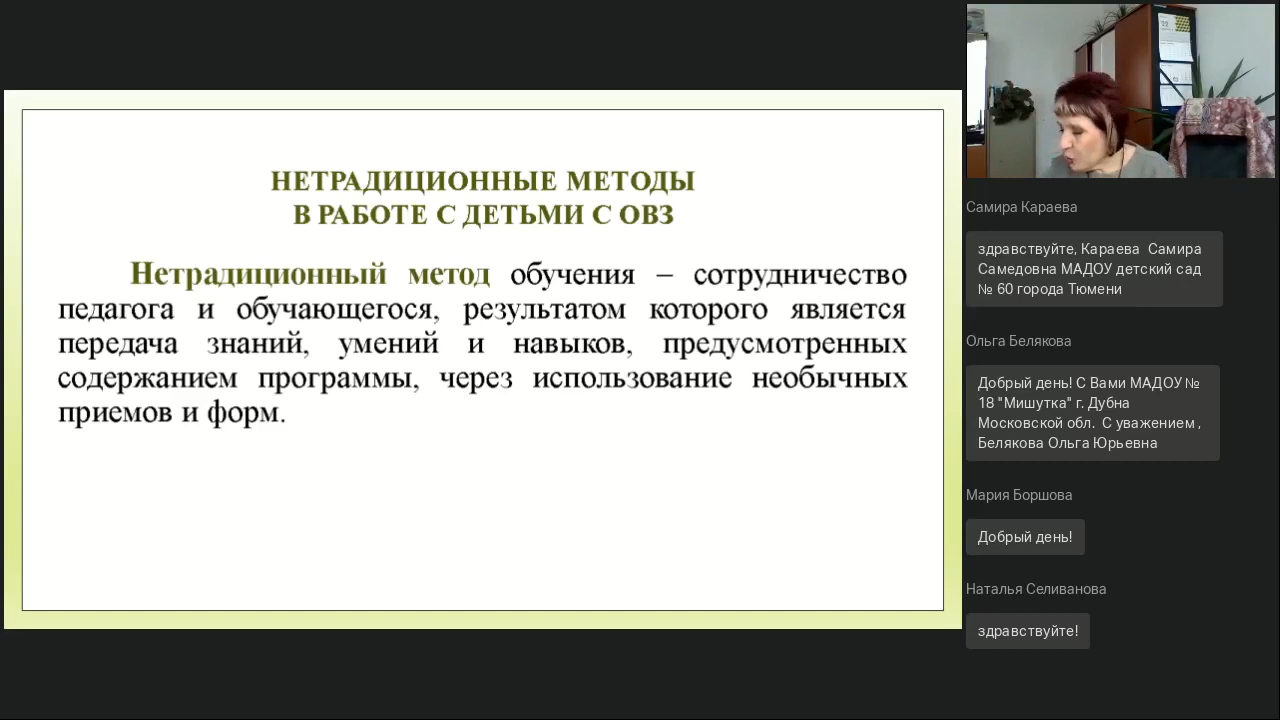 НЕТРАДИЦИОННЫЕ МЕТОДЫ
В РАБОТЕ С ДЕТЬМИ С ОВЗ
Нетрадиционный метод обучения – сотрудничество
педагога и обучающегося, результатом которого является
передача знаний, умений и навыков, предусмотренных
содержанием программы, через использование необычных
приемов и форм.
Самира Караева
здравствуйте, Караева Самира
Самедовна МАДОУ детский сад
№ 60 города Тюмени
Ольга Белякова
Добрый день! С Вами МАДОУ №
18 "Мишутка" г. Дубна
Московской обл. С уважением ,
Белякова Ольга Юрьевна
Мария Боршова
Добрый день!
Наталья Селиванова
здравствуйте!